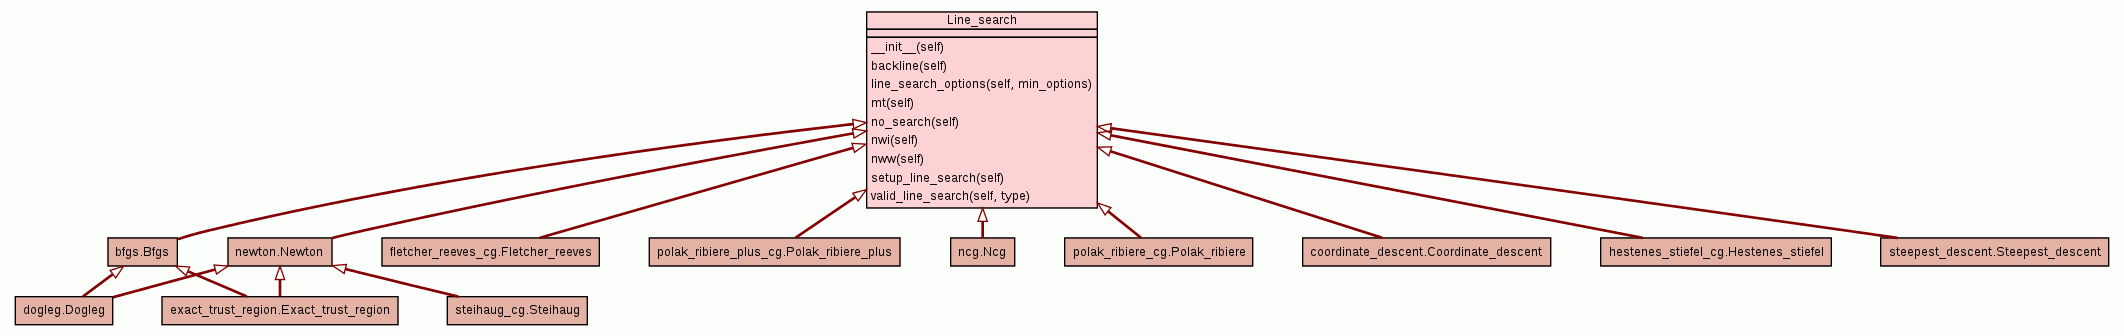 Line_search
__init__(self)
backline(self)
line_search_options(self, min_options)
mt(self)
no_search(self)
nwi(self)
nww(self)
setup_line_search(self)
valid_line_search(self, type)
bfgs.Bfgs
newton.Newton
fletcher_reeves_cg.Fletcher_reeves
polak_ribiere_plus_cg.Polak_ribiere_plus
ncg.Ncg
polak_ribiere_cg.Polak_ribiere
coordinate_descent.Coordinate_descent
hestenes_stiefel_cg.Hestenes_stiefel
steepest_descent.Steepest_descent
dogleg.Dogleg
exact_trust_region.Exact_trust_region
steihaug_cg.Steihaug